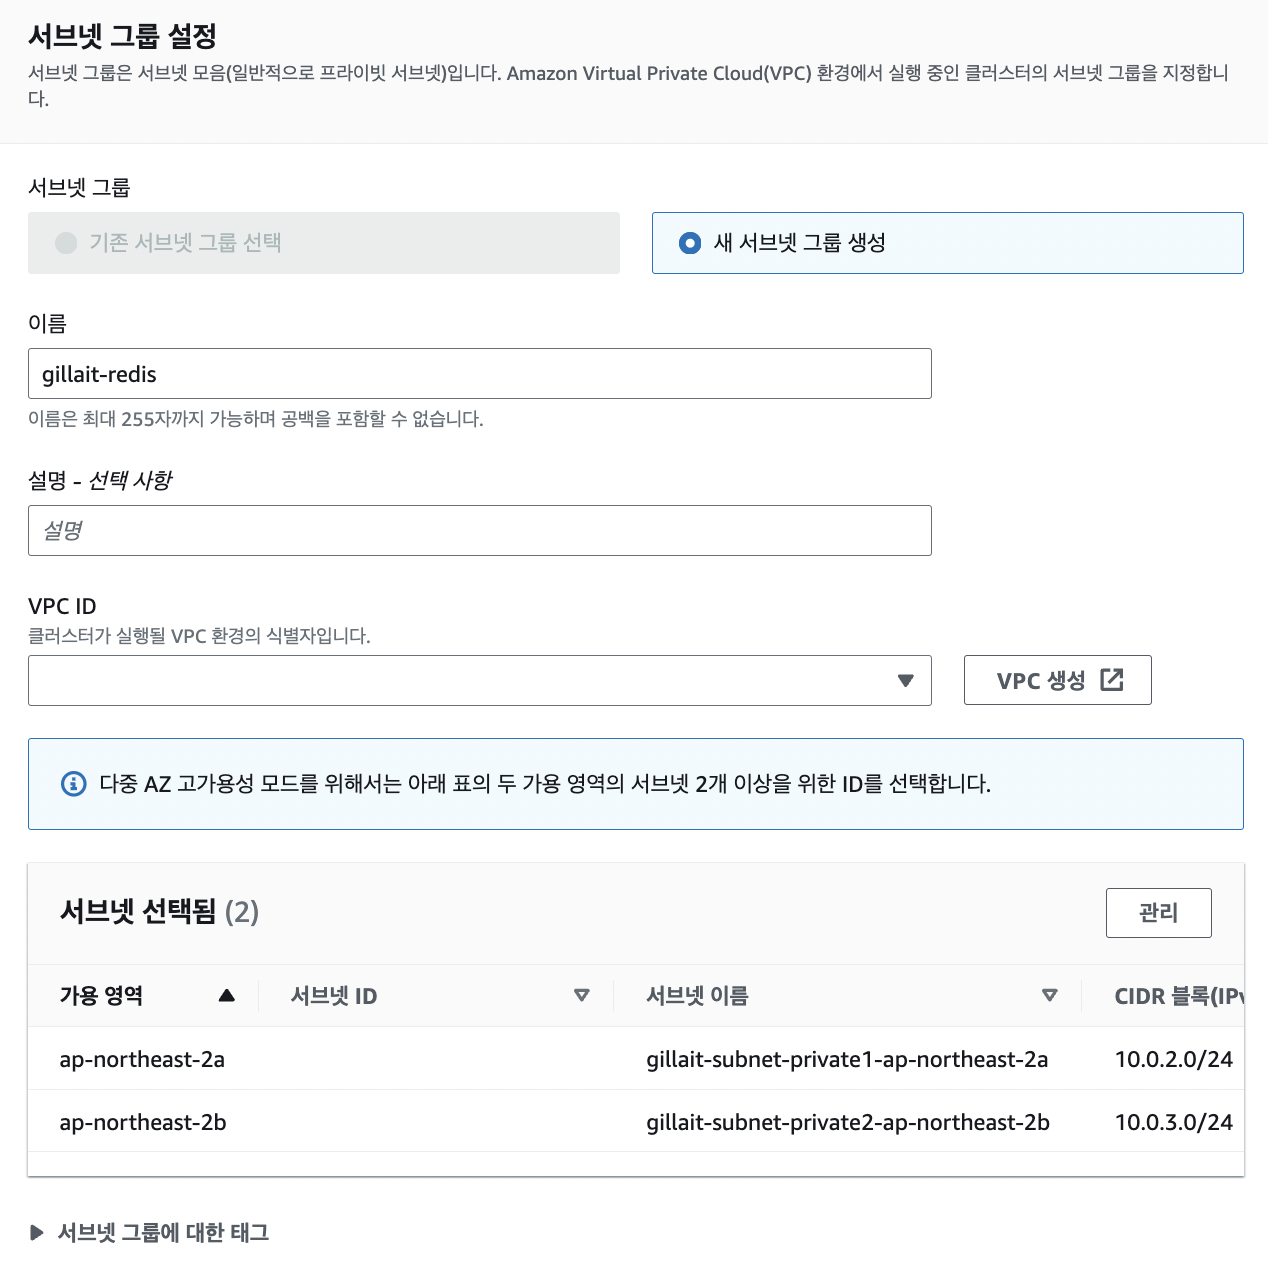 서브넷 그룹 설정
서브넷 그룹은 서브넷 모음(일반적으로 프라이빗 서브넷)입니다. Amazon Virtual Private Cloud(VPC) 환경에서 실행 중인 클러스터의 서브넷 그룹을 지정합니
다.
서브넷 그룹
기존 서브넷 그룹 선택
새 서브넷 그룹 생성
이름
gillait-redis
이름은 최대 255자까지 가능하며 공백을 포함할 수 없습니다.
설명 - 선택 사항
설명
VPC ID
클러스터가 실행될 VPC 환경의 식별자입니다.
VPC 생성
다중 AZ 고가용성 모드를 위해서는 아래 표의 두 가용 영역의 서브넷 2개 이상을 위한 ID를 선택합니다.
서브넷 선택됨 (2)
관리
가용 영역 서브넷 ID 서브넷 이름 CIDR 블록(IPv
ap-northeast-2a gillait-subnet-private1-ap-northeast-2a 10.0.2.0/24
ap-northeast-2b gillait-subnet-private2-ap-northeast-2b 10.0.3.0/24
서브넷 그룹에 대한 태그